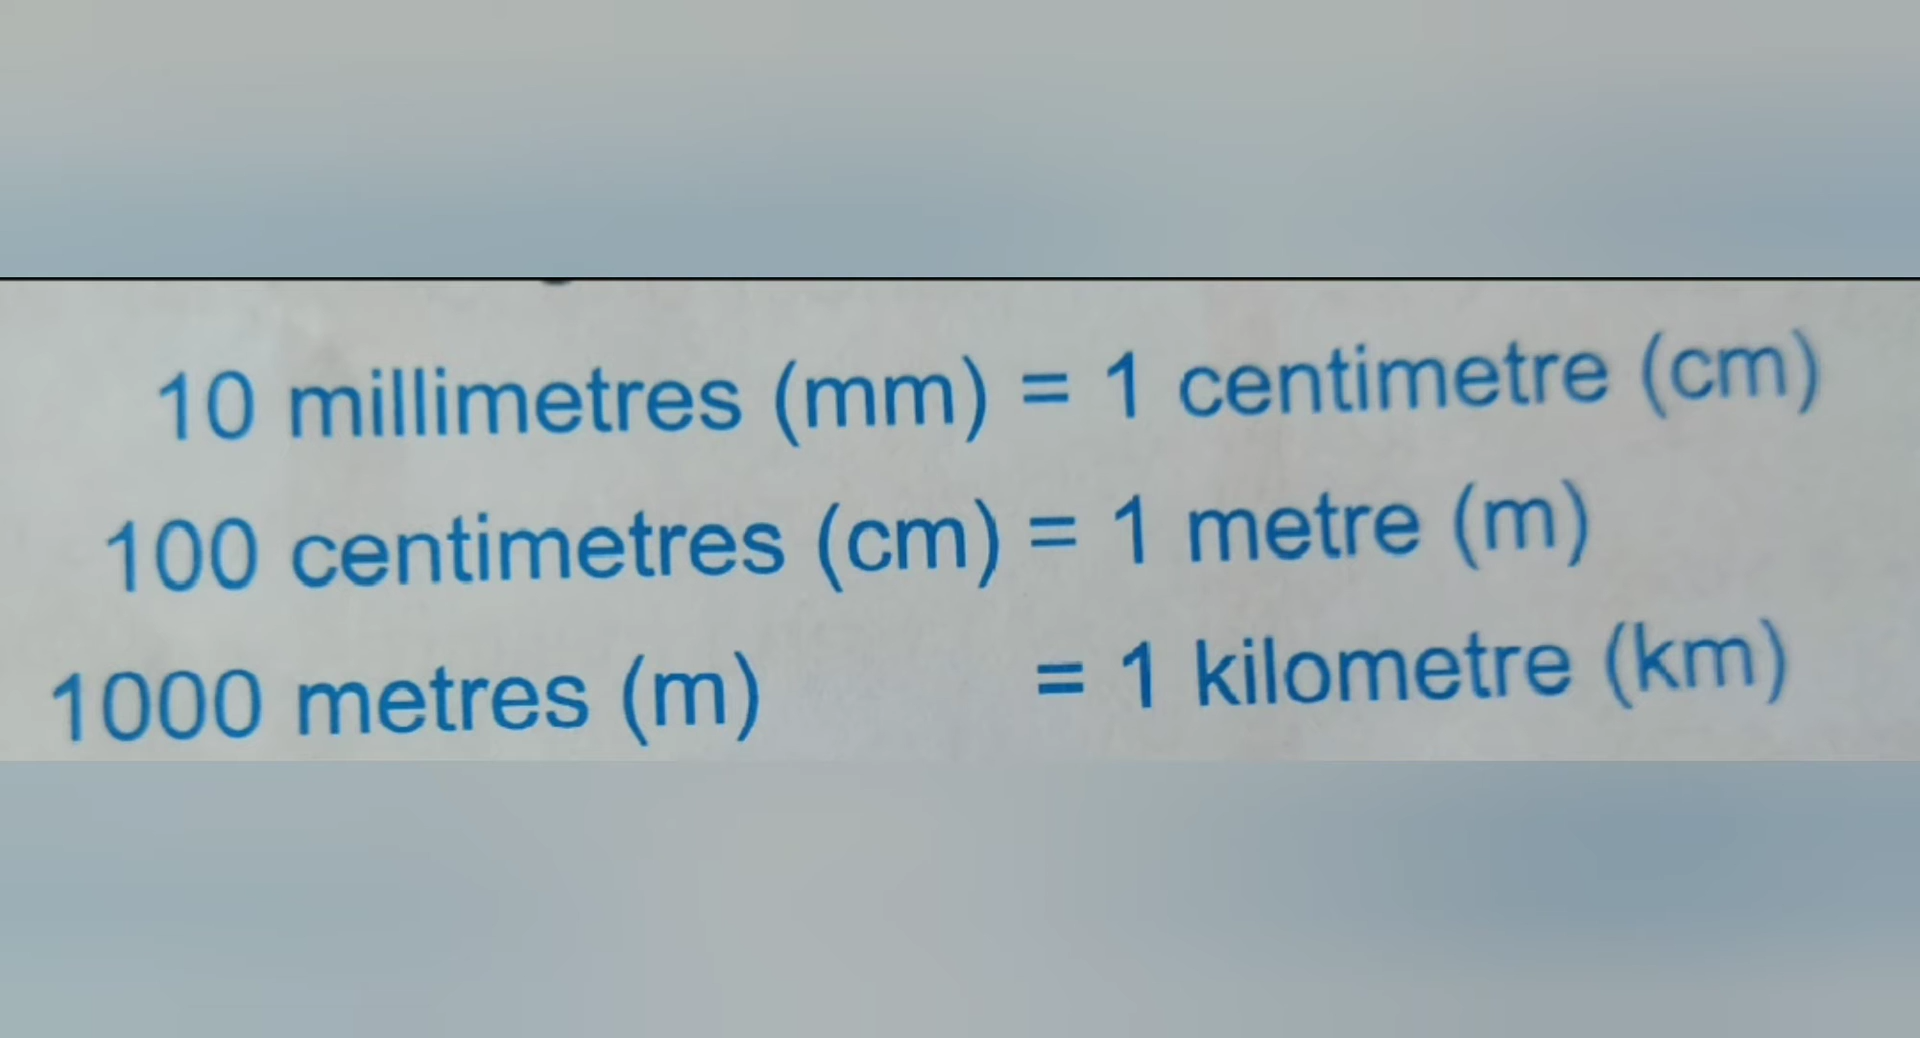 10 millimetres (mm) = 1 centimetre (cm)
100 centimetres (cm) = 1 metre (m)
1000 metres (m) = 1 kilometre (km)